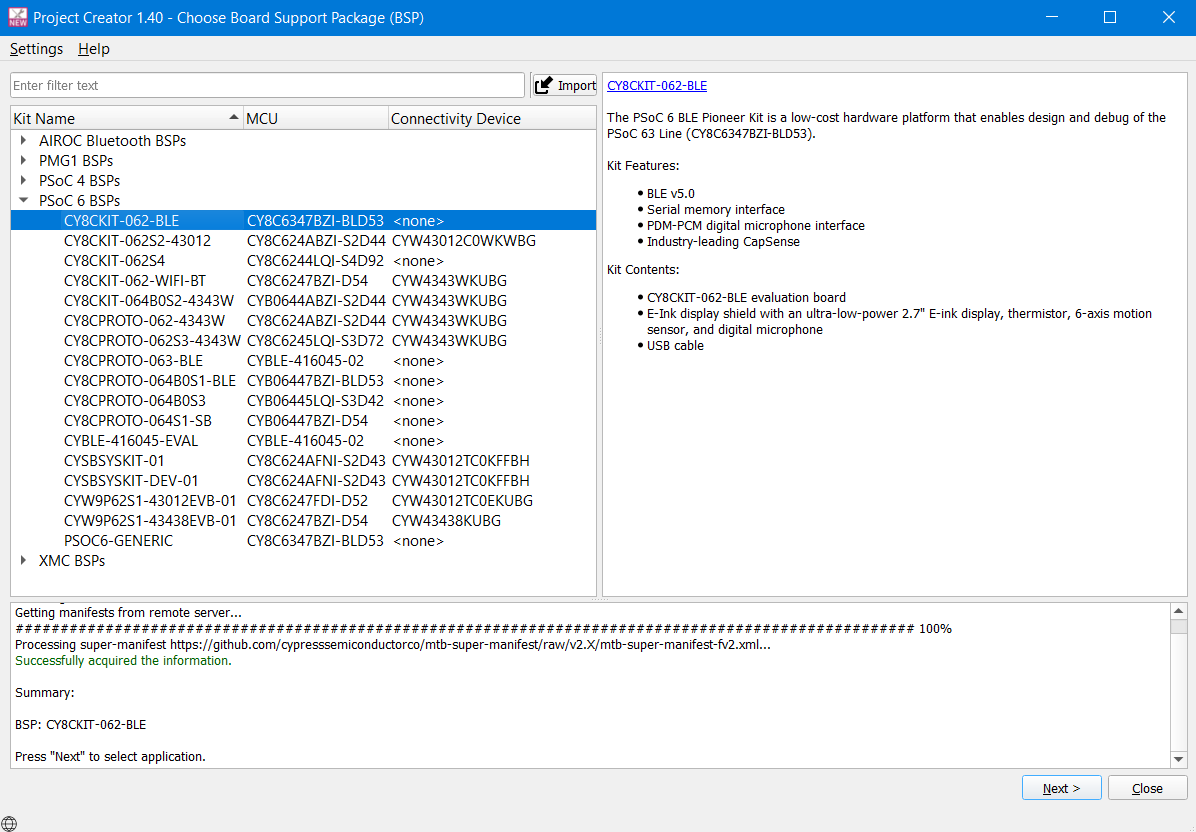 Project Creator 1.40 - Choose Board Support Package (BSP)
Settings Help
Enter filter text
Import
Kit Name MCU Connectivity Device
AIROC Bluetooth BSPs
PMG1 BSPs
PSoC 4 BSPs
PSoC 6 BSPs
CY8CKIT-062-BLE CY8C6347BZI-BLD53 <none>
CY8CKIT-062S2-43012 CY8C624ABZI-S2D44 CYW43012C0WKWBG
CY8CKIT-062S4 CY8C6244LQI-S4D92 <none>
CY8CKIT-062-WIFI-BT CY8C6247BZI-D54 CYW4343WKUBG
CY8CKIT-064B0S2-4343W CYB0644ABZI-S2D44 CYW4343WKUBG
CY8CPROTO-062-4343W CY8C624ABZI-S2D44 CYW4343WKUBG
CY8CPROTO-062S3-4343W CY8C6245LQI-S3D72 CYW4343WKUBG
CY8CPROTO-063-BLE CYBLE-416045-02 <none>
CY8CPROTO-064B0S1-BLE CYB06447BZI-BLD53 <none>
CY8CPROTO-064B0S3 CYB06445LQI-S3D42 <none>
CY8CPROTO-064S1-SB CYB06447BZI-D54 <none>
CYBLE-416045-EVAL CYBLE-416045-02 <none>
CYSBSYSKIT-01 CY8C624AFNI-S2D43 CYW43012TC0KFFBH
CYSBSYSKIT-DEV-01 CY8C624AFNI-S2D43 CYW43012TC0KFFBH
CYW9P62S1-43012EVB-01 CY8C6247FDI-D52 CYW43012TC0EKUBG
CYW9P62S1-43438EVB-01 CY8C6247BZI-D54 CYW43438KUBG
PSOC6-GENERIC CY8C6347BZI-BLD53 <none>
XMC BSPs
CY8CKIT-062-BLE
The PSoC 6 BLE Pioneer Kit is a low-cost hardware platform that enables design and debug of the
PSoC 63 Line (CY8C6347BZI-BLD53).
Kit Features:
• BLE v5.0
• Serial memory interface
• PDM-PCM digital microphone interface
• Industry-leading CapSense
Kit Contents:
• CY8CKIT-062-BLE evaluation board
• E-Ink display shield with an ultra-low-power 2.7" E-ink display, thermistor, 6-axis motion
sensor, and digital microphone
• USB cable
Getting manifests from remote server...
#################################################################################################### 100%
Processing super-manifest https://github.com/cypresssemiconductorco/mtb-super-manifest/raw/v2.X/mtb-super-manifest-fv2.xml...
Successfully acquired the information.
Summary:
BSP: CY8CKIT-062-BLE
Press "Next" to select application.
Next > Close